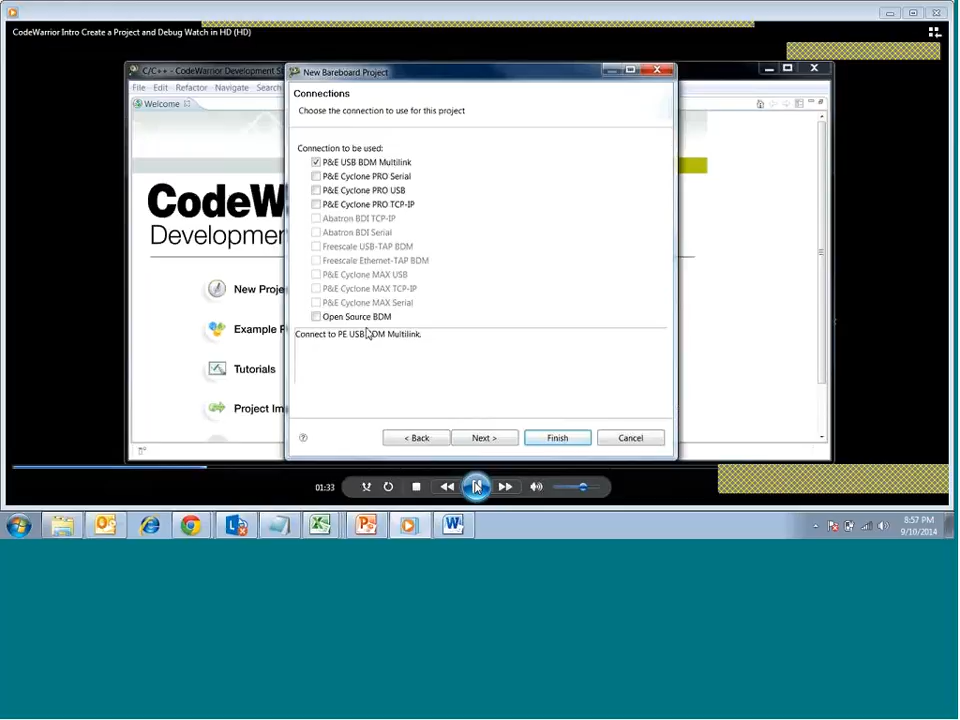 CodeWarrior Intro Create a Project and Debug Watch in HD (HD)
C/C++ - CodeWarrior Development S
New Bareboard Project
File Edit Refactor Navigate Search
Connections
Welcome
Choose the connection to use for this project
Connection to be used:
P&E USB BDM Multilink
P&E Cyclone PRO Serial
P&E Cyclone PRO USB
P&E Cyclone PRO TCP-IP
Abatron BDI TCP-IP
Abatron BDI Serial
Freescale USB-TAP BDM
Freescale Ethernet-TAP BDM
P&E Cyclone MAX USB
P&E Cyclone MAX TCP-IP
P&E Cyclone MAX Serial
Open Source BDM
Connect to PE USB BDM Multilink.
CodeW
Developmen
New Proje
Example P
Tutorials
Project Im
< Back
Next >
Finish
Cancel
01:33
8:57 PM
9/10/2014